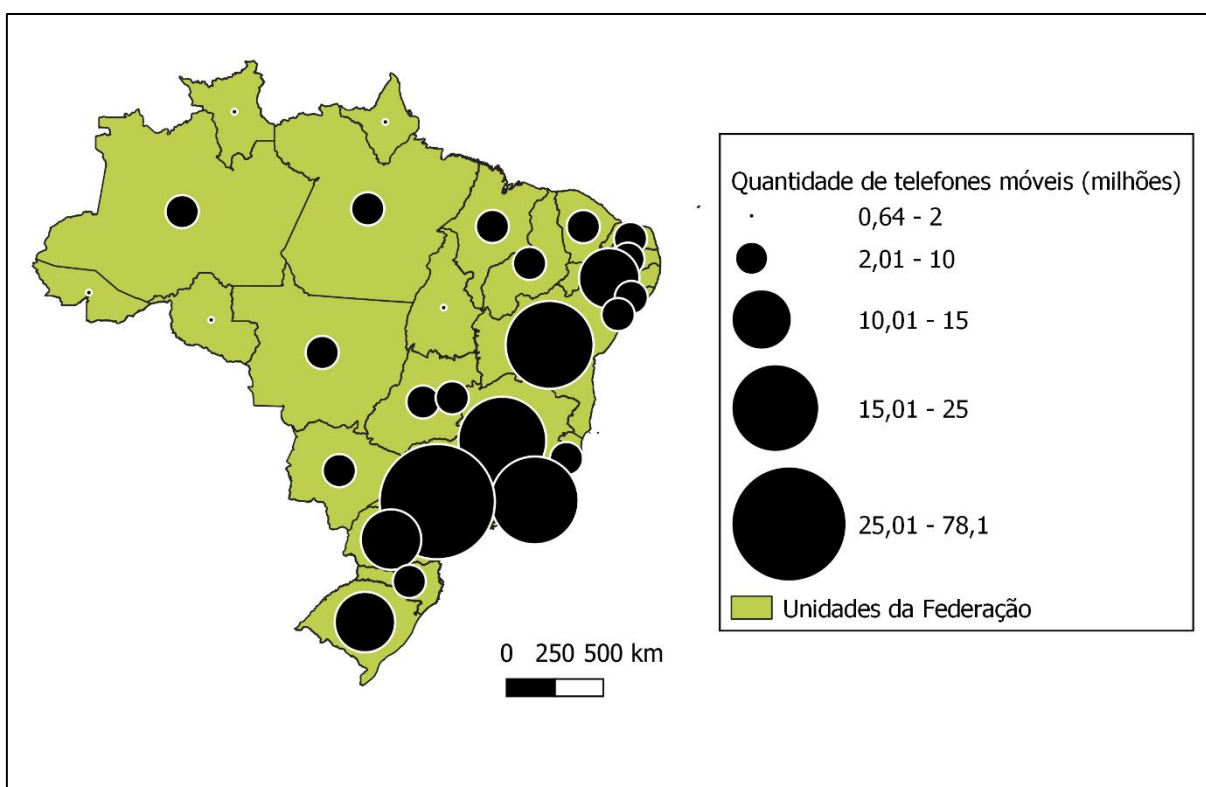 Quantidade de telefones móveis (milhões)
0,64 - 2
2,01 - 10
10,01 - 15
15,01 - 25
25,01 - 78,1
Unidades da Federação
0 250 500 km